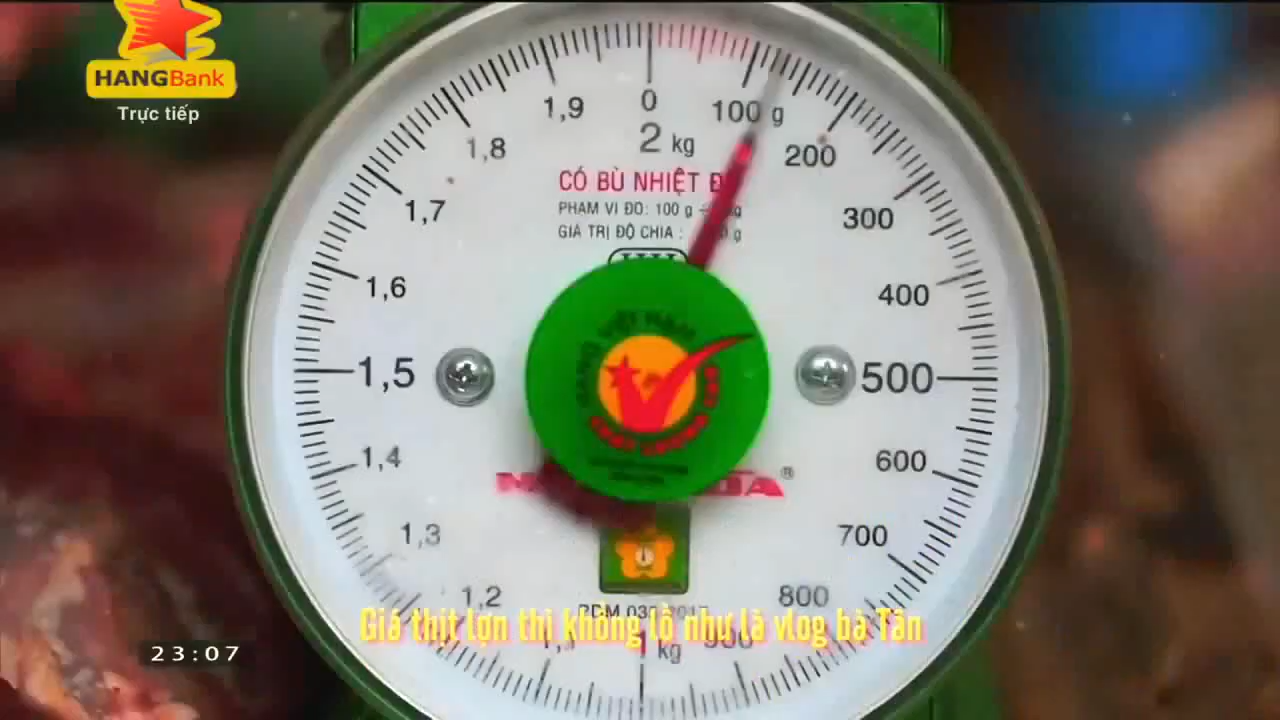 HANGBank
Trực tiếp
0
2 kg
100 g
200
300
400
500
600
700
800
1 kg
1,2
1,3
1,4
1,5
1,6
1,7
1,8
1,9
CÓ BÙ NHIỆT
PHẠM VI ĐO: 100 g ÷
GIÁ TRỊ ĐỘ CHIA :
Giá thịt lợn thì khổng lồ như là vlog bà Tân
23:07